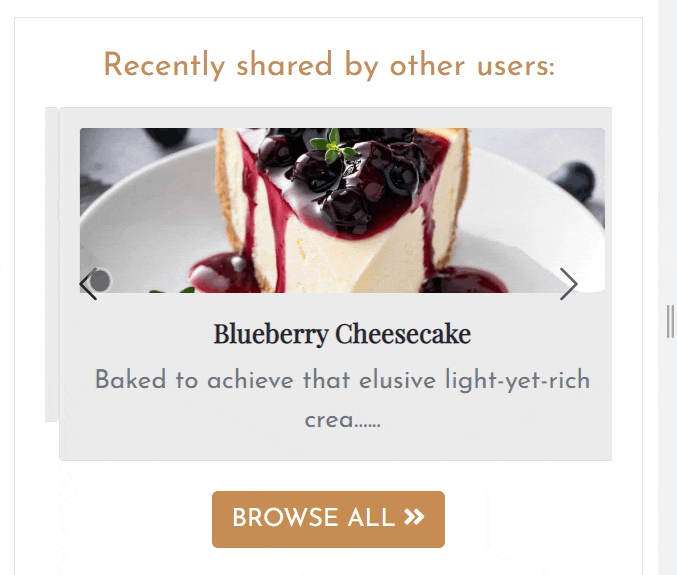 Recently shared by other users:
Blueberry Cheesecake
Baked to achieve that elusive light-yet-rich
crea......
BROWSE ALL